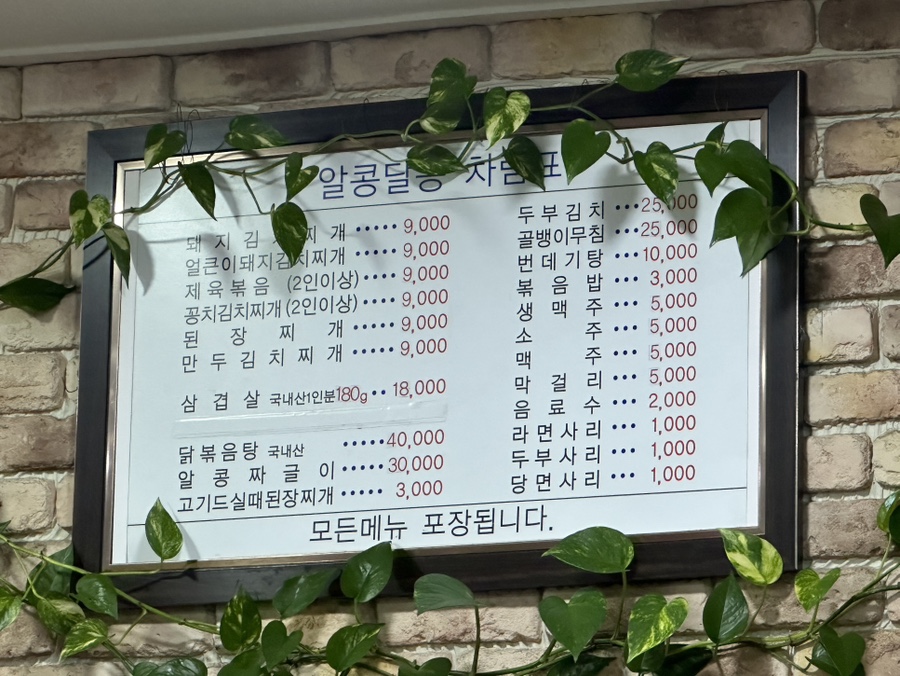 알콩달콩 차림표
돼지김치찌개 ······ 9,000
얼큰이돼지김치찌개 9,000
제육볶음 (2인이상) ···· 9,000
꽁치김치찌개 (2인이상) ···· 9,000
된장찌개 ······ 9,000
만두김치찌개 ······ 9,000
삼겹살 국내산1인분180g ·· 18,000
닭볶음탕 국내산 ······ 40,000
알콩짜글이 ······ 30,000
고기드실때된장찌개 ······ 3,000
두부김치 ··· 25,000
골뱅이무침 ··· 25,000
번데기탕 ··· 10,000
볶음밥 ··· 3,000
생맥주 ··· 5,000
소주 ··· 5,000
맥주 ··· 5,000
막걸리 ··· 5,000
음료수 ··· 2,000
라면사리 ··· 1,000
두부사리 ··· 1,000
당면사리 ··· 1,000
모든메뉴 포장됩니다.